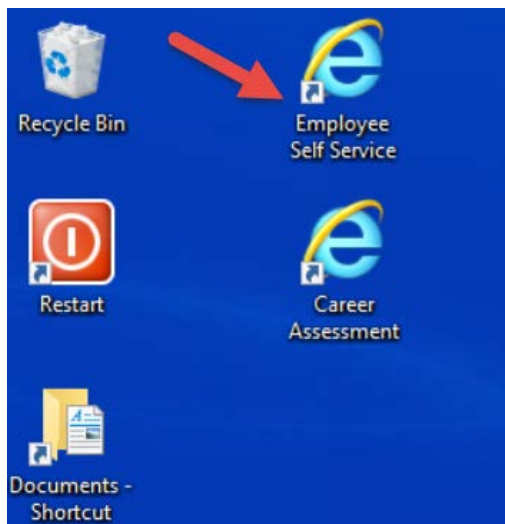 Recycle Bin
Employee
Self Service
Restart
Career
Assessment
Documents -
Shortcut